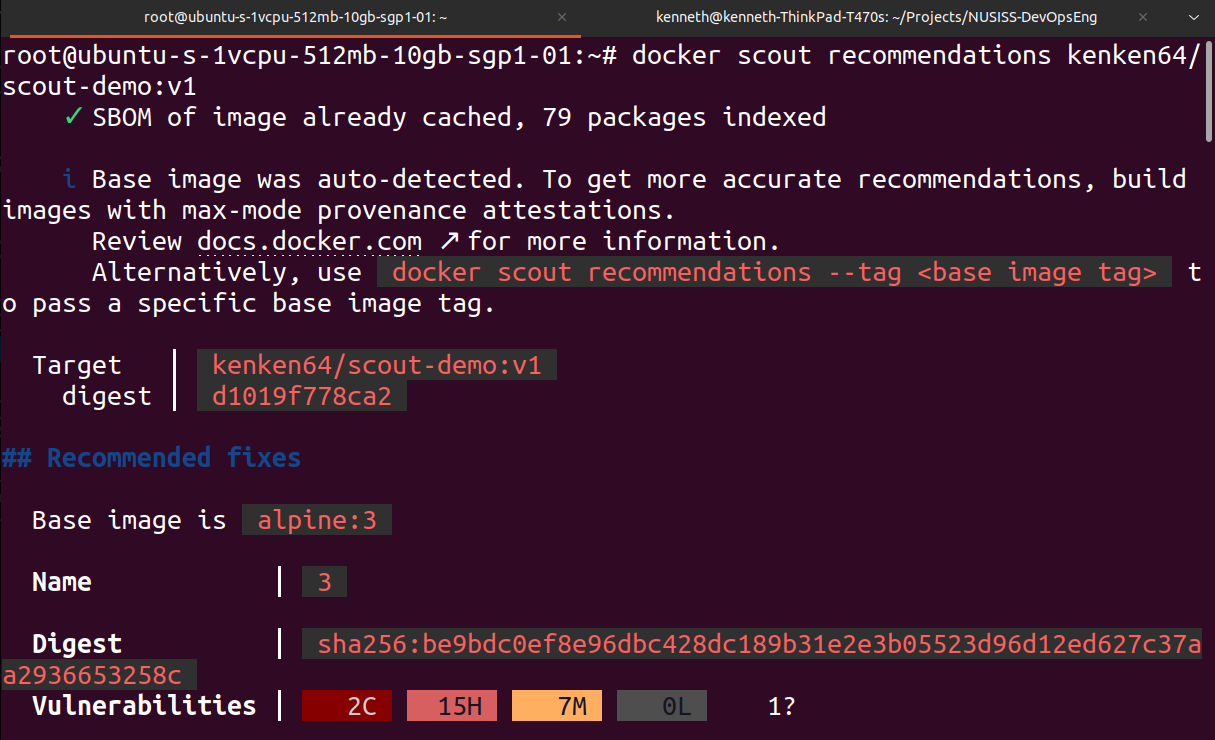 root@ubuntu-s-1vcpu-512mb-10gb-sgp1-01: ~ × kenneth@kenneth-ThinkPad-T470s: ~/Projects/NUSISS-DevOpsEng ×
root@ubuntu-s-1vcpu-512mb-10gb-sgp1-01:~# docker scout recommendations kenken64/
scout-demo:v1
✓ SBOM of image already cached, 79 packages indexed
i Base image was auto-detected. To get more accurate recommendations, build
images with max-mode provenance attestations.
Review docs.docker.com ↗ for more information.
Alternatively, use docker scout recommendations --tag <base image tag> t
o pass a specific base image tag.
Target │ kenken64/scout-demo:v1
digest │ d1019f778ca2
## Recommended fixes
Base image is alpine:3
Name │ 3
Digest │ sha256:be9bdc0ef8e96dbc428dc189b31e2e3b05523d96d12ed627c37a
a2936653258c
Vulnerabilities │ 2C 15H 7M 0L 1?